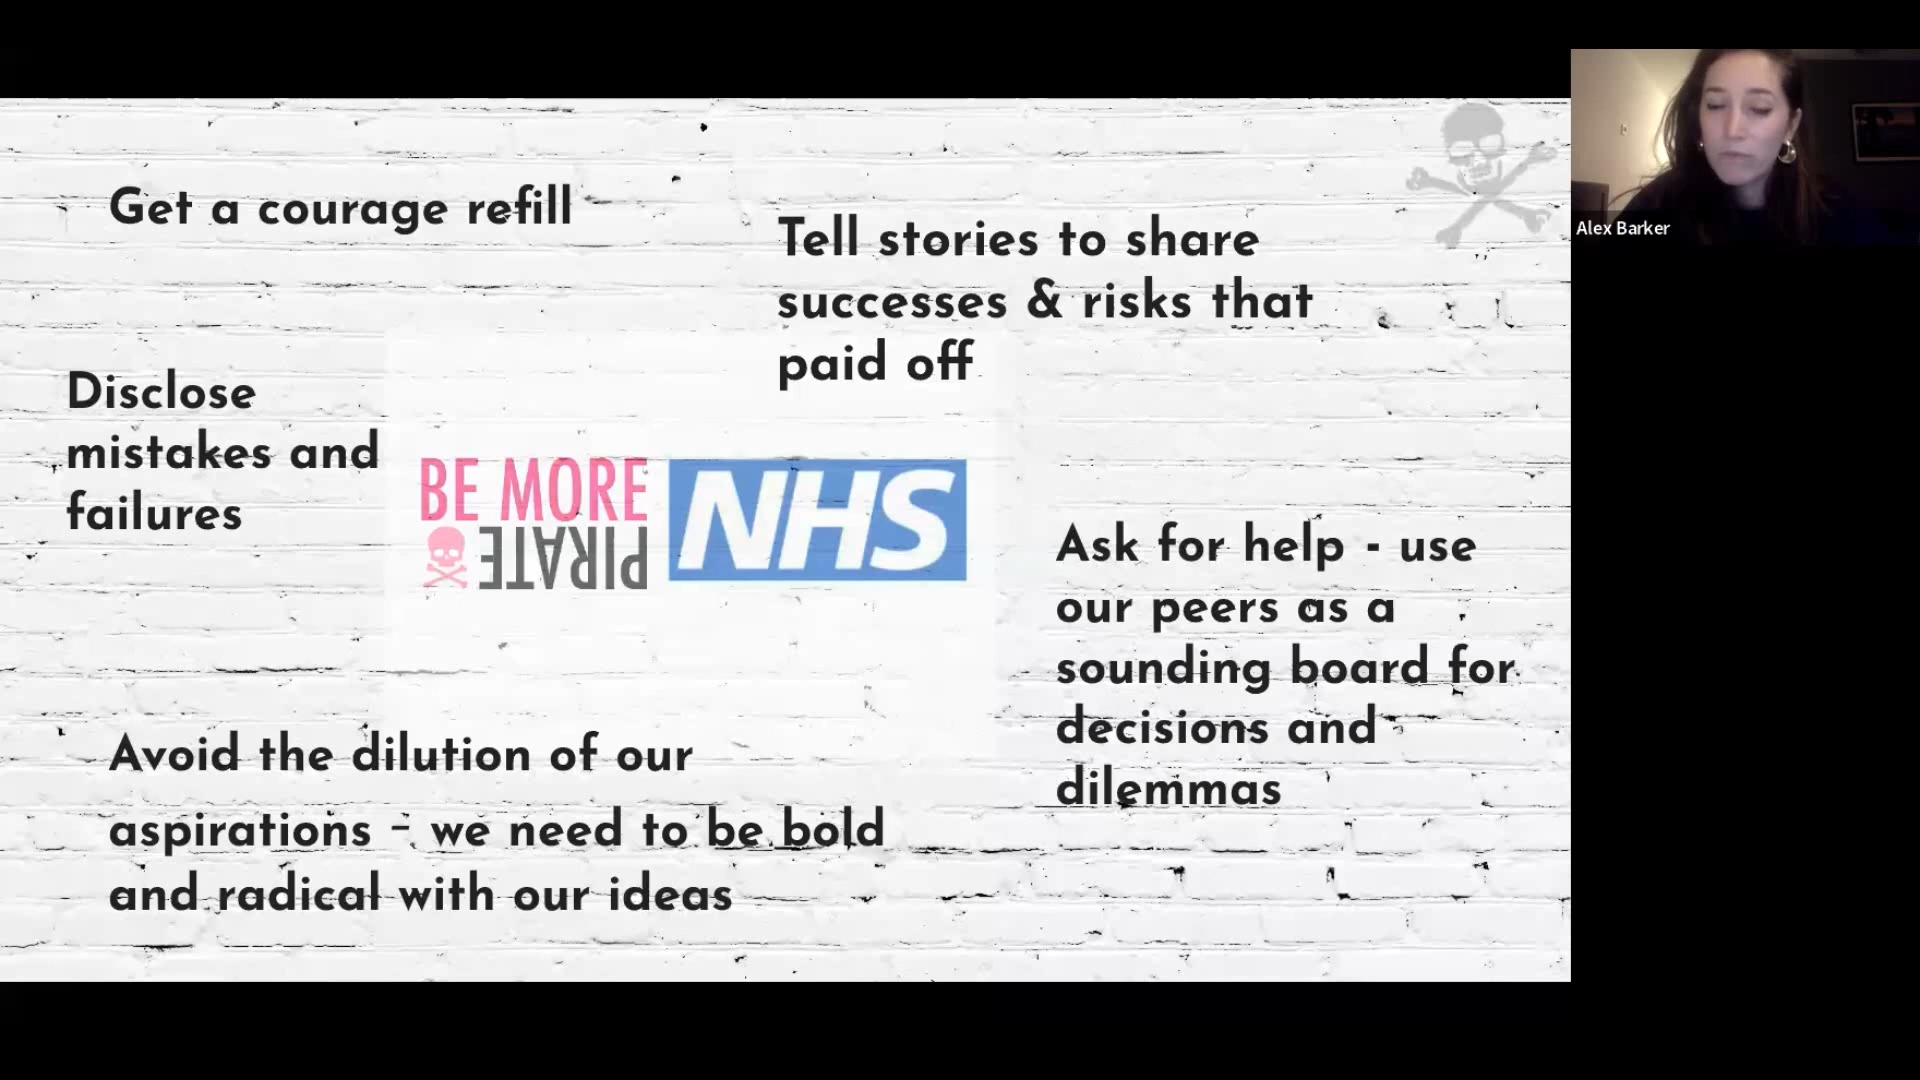 Get a courage refill
Tell stories to share
successes & risks that
paid off
Disclose
mistakes and
failures
BE MORE
PIRATE
NHS
Ask for help - use
our peers as a
sounding board for
decisions and
dilemmas
Avoid the dilution of our
aspirations – we need to be bold
and radical with our ideas
Alex Barker